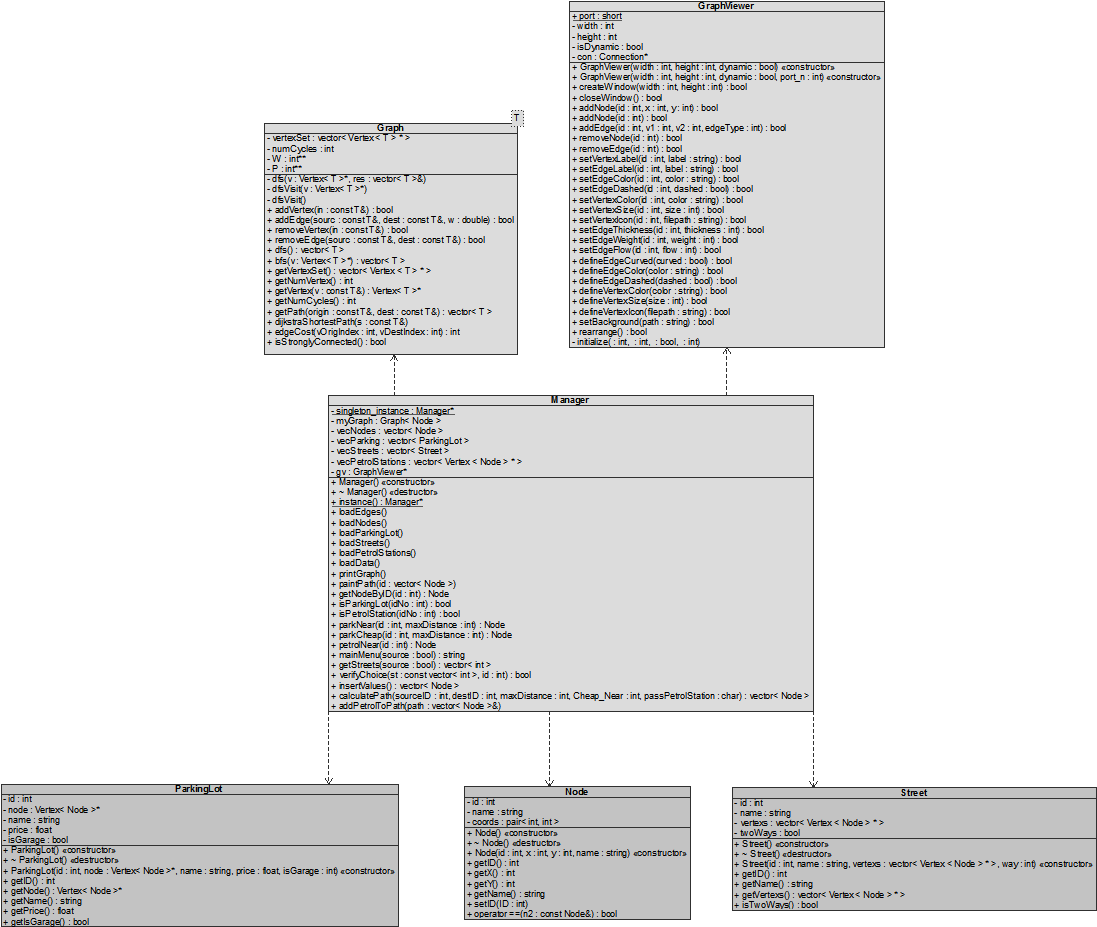 GraphViewer
+ port : short
- width : int
- height : int
- isDynamic : bool
- con : Connection*
+ GraphViewer(width : int, height : int, dynamic : bool) «constructor»
+ GraphViewer(width : int, height : int, dynamic : bool, port_n : int) «constructor»
+ createWindow(width : int, height : int) : bool
+ closeWindow() : bool
+ addNode(id : int, x : int, y : int) : bool
+ addNode(id : int) : bool
+ addEdge(id : int, v1 : int, v2 : int, edgeType : int) : bool
+ removeNode(id : int) : bool
+ removeEdge(id : int) : bool
+ setVertexLabel(id : int, label : string) : bool
+ setEdgeLabel(id : int, label : string) : bool
+ setEdgeColor(id : int, color : string) : bool
+ setEdgeDashed(id : int, dashed : bool) : bool
+ setVertexColor(id : int, color : string) : bool
+ setVertexSize(id : int, size : int) : bool
+ setVertexIcon(id : int, filepath : string) : bool
+ setEdgeThickness(id : int, thickness : int) : bool
+ setEdgeWeight(id : int, weight : int) : bool
+ setEdgeFlow(id : int, flow : int) : bool
+ defineEdgeCurved(curved : bool) : bool
+ defineEdgeColor(color : string) : bool
+ defineEdgeDashed(dashed : bool) : bool
+ defineVertexColor(color : string) : bool
+ defineVertexSize(size : int) : bool
+ defineVertexIcon(filepath : string) : bool
+ setBackground(path : string) : bool
+ rearrange() : bool
- initialize( : int, : int, : bool, : int)
T
Graph
- vertexSet : vector< Vertex < T > * >
- numCycles : int
- W : int**
- P : int**
- dfs(v : Vertex< T >*, res : vector< T >&)
- dfsVisit(v : Vertex< T >*)
- dfsVisit()
+ addVertex(in : const T&) : bool
+ addEdge(sourc : const T&, dest : const T&, w : double) : bool
+ removeVertex(in : const T&) : bool
+ removeEdge(sourc : const T&, dest : const T&) : bool
+ dfs() : vector< T >
+ bfs(v : Vertex< T >*) : vector< T >
+ getVertexSet() : vector< Vertex < T > * >
+ getNumVertex() : int
+ getVertex(v : const T&) : Vertex< T >*
+ getNumCycles() : int
+ getPath(origin : const T&, dest : const T&) : vector< T >
+ dijkstraShortestPath(s : const T&)
+ edgeCost(vOrigIndex : int, vDestIndex : int) : int
+ isStronglyConnected() : bool
Manager
- singleton_instance : Manager*
- myGraph : Graph< Node >
- vecNodes : vector< Node >
- vecParking : vector< ParkingLot >
- vecStreets : vector< Street >
- vecPetrolStations : vector< Vertex < Node > * >
- gv : GraphViewer*
+ Manager() «constructor»
+ ~ Manager() «destructor»
+ instance() : Manager*
+ loadEdges()
+ loadNodes()
+ loadParkingLot()
+ loadStreets()
+ loadPetrolStations()
+ loadData()
+ printGraph()
+ paintPath(id : vector< Node >)
+ getNodeByID(id : int) : Node
+ isParkingLot(idNo : int) : bool
+ isPetrolStation(idNo : int) : bool
+ parkNear(id : int, maxDistance : int) : Node
+ parkCheap(id : int, maxDistance : int) : Node
+ petrolNear(id : int) : Node
+ mainMenu(source : bool) : string
+ getStreets(source : bool) : vector< int >
+ verifyChoice(st : const vector< int >, id : int) : bool
+ insertValues() : vector< Node >
+ calculatePath(sourceID : int, destID : int, maxDistance : int, Cheap_Near : int, passPetrolStation : char) : vector< Node >
+ addPetrolToPath(path : vector< Node >&)
ParkingLot
- id : int
- node : Vertex< Node >*
- name : string
- price : float
- isGarage : bool
+ ParkingLot() «constructor»
+ ~ ParkingLot() «destructor»
+ ParkingLot(id : int, node : Vertex< Node >*, name : string, price : float, isGarage : int) «constructor»
+ getID() : int
+ getNode() : Vertex< Node >*
+ getName() : string
+ getPrice() : float
+ getIsGarage() : bool
Node
- id : int
- name : string
- coords : pair< int, int >
+ Node() «constructor»
+ ~ Node() «destructor»
+ Node(id : int, x : int, y : int, name : string) «constructor»
+ getID() : int
+ getX() : int
+ getY() : int
+ getName() : string
+ setID(ID : int)
+ operator ==(n2 : const Node&) : bool
Street
- id : int
- name : string
- vertexs : vector< Vertex < Node > * >
- twoWays : bool
+ Street() «constructor»
+ ~ Street() «destructor»
+ Street(id : int, name : string, vertexs : vector< Vertex < Node > * >, way : int) «constructor»
+ getID() : int
+ getName() : string
+ getVertexs() : vector< Vertex < Node > * >
+ isTwoWays() : bool